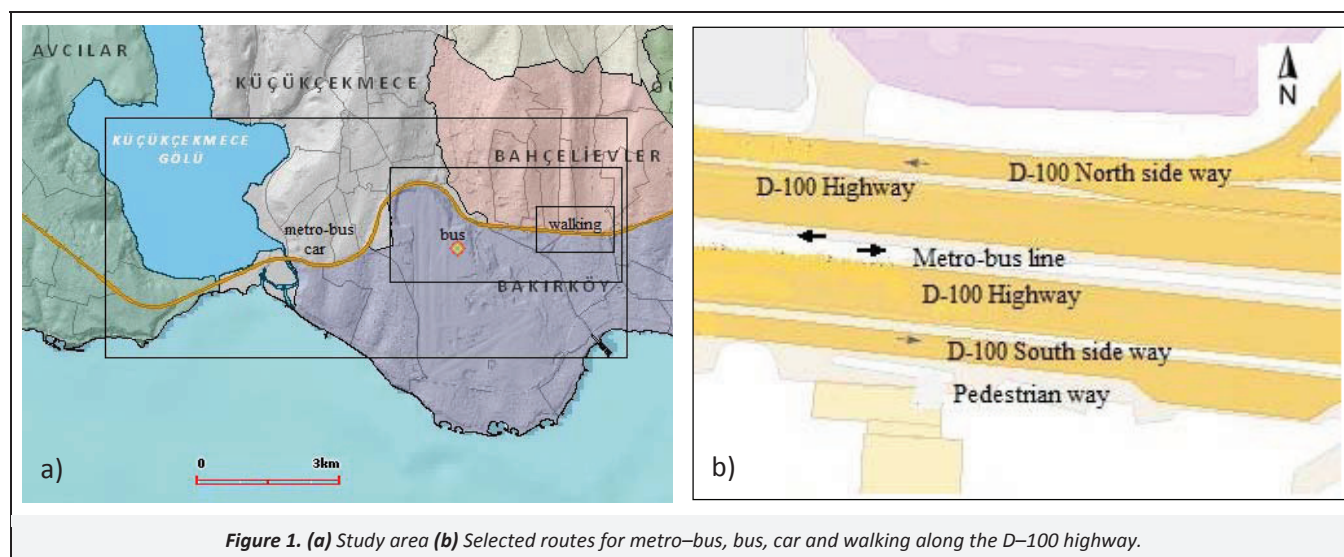 AVCILAR
KÜÇÜKÇEKMECE
KÜÇÜKÇEKMECE
GÖLÜ
BAHÇELİEVLER
metro-bus
car
bus
walking
BAKIRKÖY
0 3km
a)
N
D-100 North side way
D-100 Highway
Metro-bus line
D-100 Highway
D-100 South side way
Pedestrian way
b)
Figure 1. (a) Study area (b) Selected routes for metro–bus, bus, car and walking along the D–100 highway.